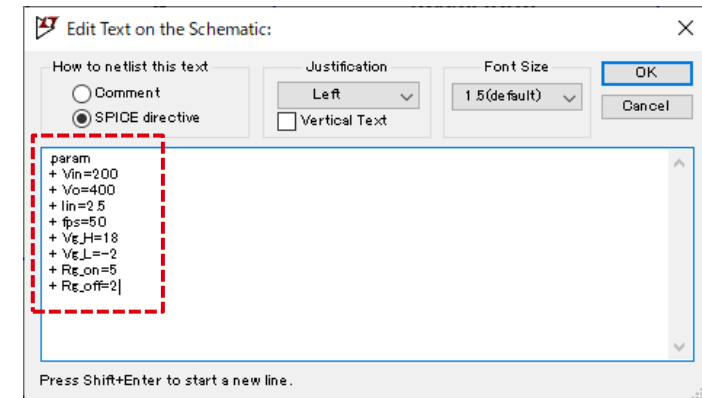 Edit Text on the Schematic:
How to netlist this text
Justification
Font Size
OK
Comment
Left
1.5(default)
Cancel
SPICE directive
Vertical Text
.param
+ Vin=200
+ Vo=400
+ Iin=2.5
+ fps=50
+ Vg_H=18
+ Vg_L=-2
+ Rg_on=5
+ Rg_off=2
Press Shift+Enter to start a new line.